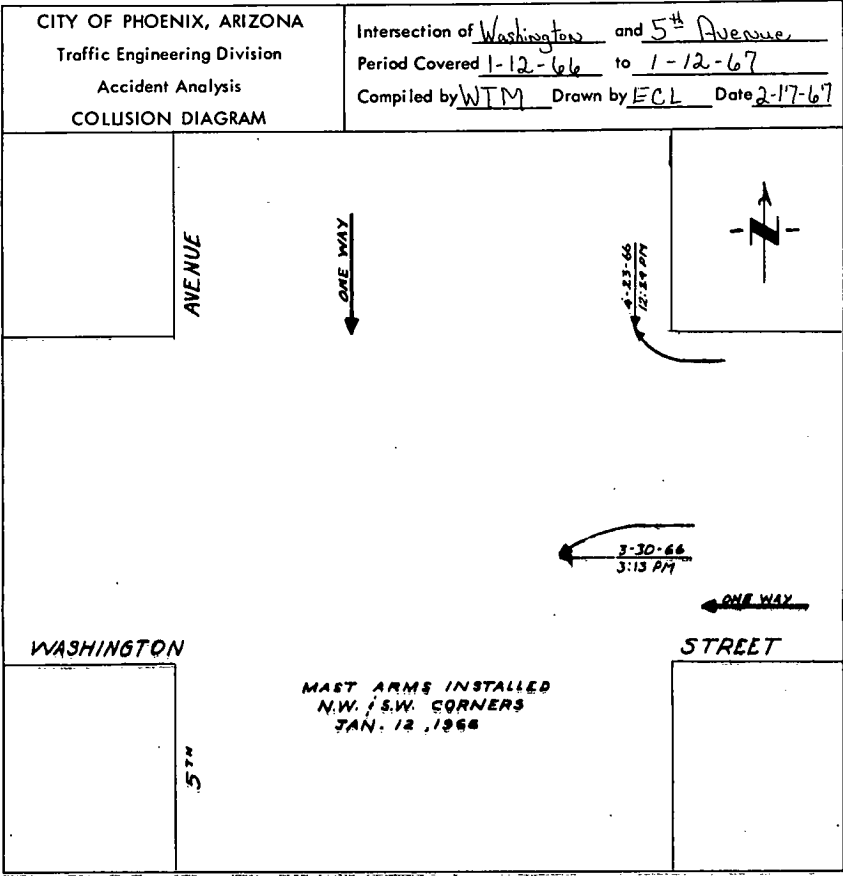 CITY OF PHOENIX, ARIZONA
Traffic Engineering Division
Accident Analysis
COLLISION DIAGRAM
Intersection of Washington and 5th Avenue
Period Covered 1-12-66 to 1-12-67
Compiled by WTM Drawn by ECL Date 2-17-67
AVENUE
ONE WAY
4-23-66
12:29 PM
N
3-30-66
3:13 PM
ONE WAY
WASHINGTON
STREET
MAST ARMS INSTALLED
N.W. & S.W. CORNERS
JAN. 12, 1966
5TH